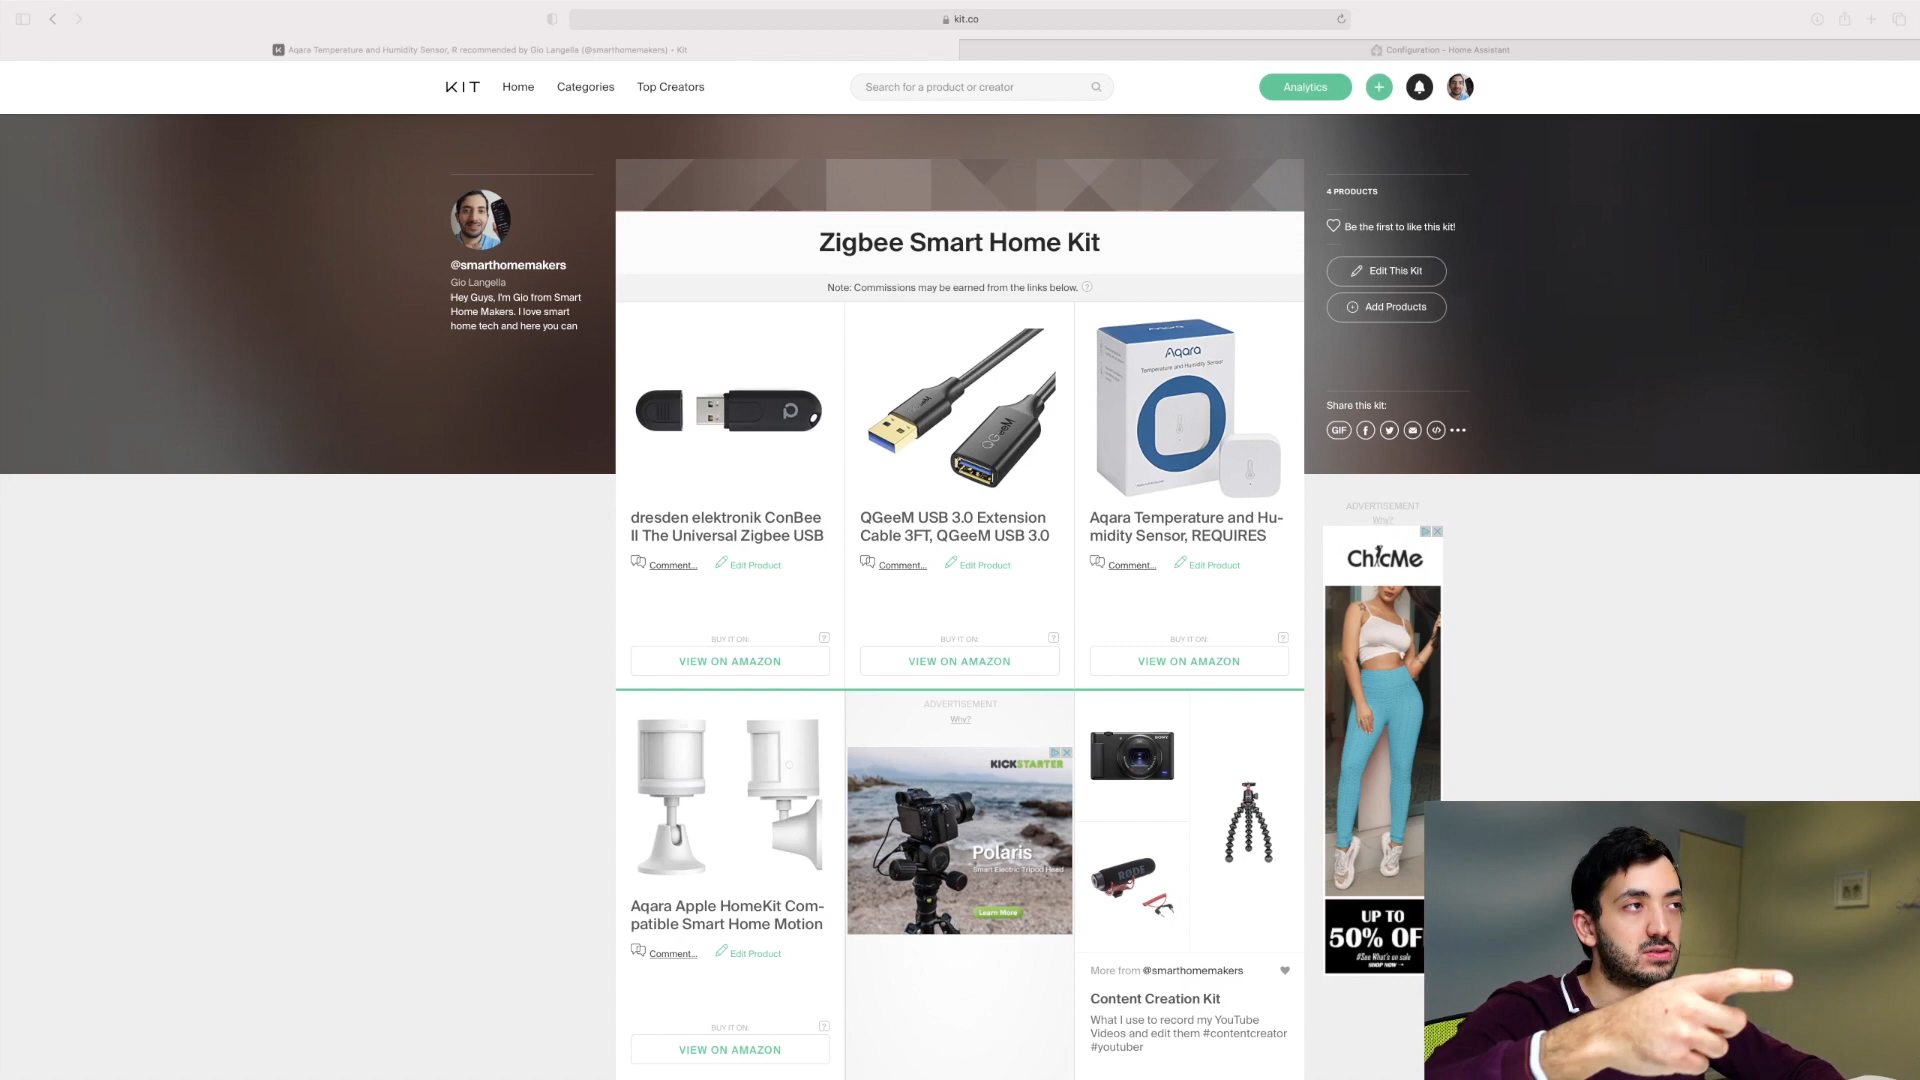 kit.co
Aqara Temperature and Humidity Sensor, R recommended by Gio Langella (@smarthomemakers) • Kit
Configuration – Home Assistant
KIT
Home
Categories
Top Creators
Search for a product or creator
Analytics
@smarthomemakers
Gio Langella
Hey Guys, I'm Gio from Smart
Home Makers. I love smart
home tech and here you can
Zigbee Smart Home Kit
Note: Commissions may be earned from the links below. ?
4 PRODUCTS
Be the first to like this kit!
Edit This Kit
Add Products
Share this kit:
GIF
QGeeM
Aqara
Temperature and Humidity Sensor
dresden elektronik ConBee
II The Universal Zigbee USB
Comment...
Edit Product
BUY IT ON:
?
VIEW ON AMAZON
QGeeM USB 3.0 Extension
Cable 3FT, QGeeM USB 3.0
Comment...
Edit Product
BUY IT ON:
?
VIEW ON AMAZON
Aqara Temperature and Hu-
midity Sensor, REQUIRES
Comment...
Edit Product
BUY IT ON:
?
VIEW ON AMAZON
ADVERTISEMENT
Why?
ChicMe
UP TO
50% OF
#See What's on sale
SHOP NOW →
Aqara Apple HomeKit Com-
patible Smart Home Motion
Comment...
Edit Product
BUY IT ON:
?
VIEW ON AMAZON
ADVERTISEMENT
Why?
KICKSTARTER
Polaris
Smart Electric Tripod Head
Learn More
SONY
RØDE
More from @smarthomemakers
Content Creation Kit
What I use to record my YouTube
Videos and edit them #contentcreator
#youtuber